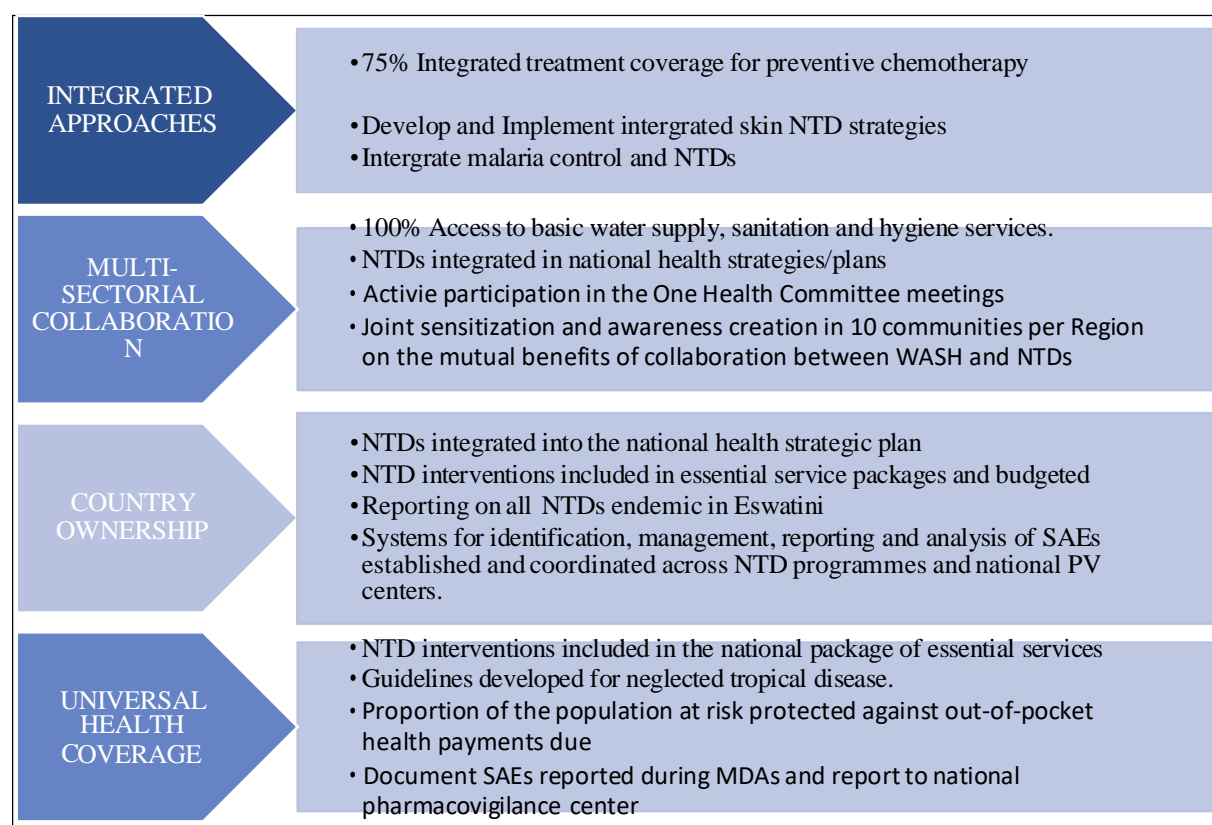 INTEGRATED
APPROACHES
•75% Integrated treatment coverage for preventive chemotherapy
•Develop and Implement intergrated skin NTD strategies
•Intergrate malaria control and NTDs
MULTI-
SECTORIAL
COLLABORATIO
N
•100% Access to basic water supply, sanitation and hygiene services.
•NTDs integrated in national health strategies/plans
•Activie participation in the One Health Committee meetings
•Joint sensitization and awareness creation in 10 communities per Region
on the mutual benefits of collaboration between WASH and NTDs
COUNTRY
OWNERSHIP
•NTDs integrated into the national health strategic plan
•NTD interventions included in essential service packages and budgeted
•Reporting on all NTDs endemic in Eswatini
•Systems for identification, management, reporting and analysis of SAEs
established and coordinated across NTD programmes and national PV
centers.
UNIVERSAL
HEALTH
COVERAGE
•NTD interventions included in the national package of essential services
•Guidelines developed for neglected tropical disease.
•Proportion of the population at risk protected against out-of-pocket
health payments due
•Document SAEs reported during MDAs and report to national
pharmacovigilance center